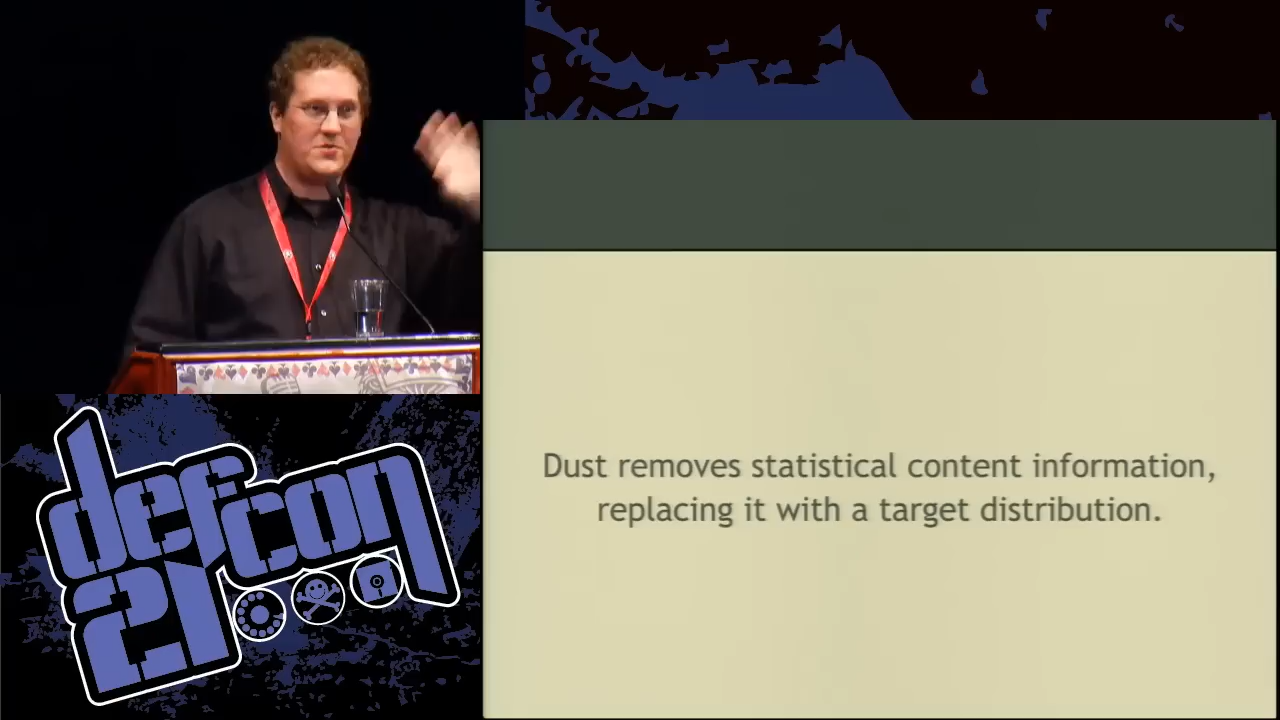 Dust removes statistical content information,
replacing it with a target distribution.
defcon
21